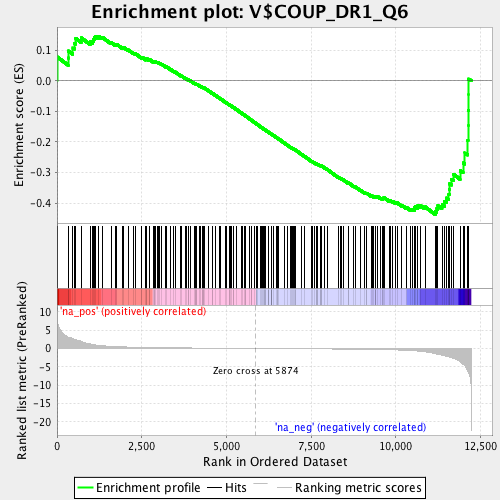 Enrichment plot: V$COUP_DR1_Q6
Enrichment score (ES)
0.1
0.0
-0.1
-0.2
-0.3
-0.4
Ranked list metric (PreRanked)
10
5
0
-5
-10
-15
-20
'na_pos' (positively correlated)
Zero cross at 5874
'na_neg' (negatively correlated)
0
2,500
5,000
7,500
10,000
12,500
Rank in Ordered Dataset
Enrichment profile
Hits
Ranking metric scores